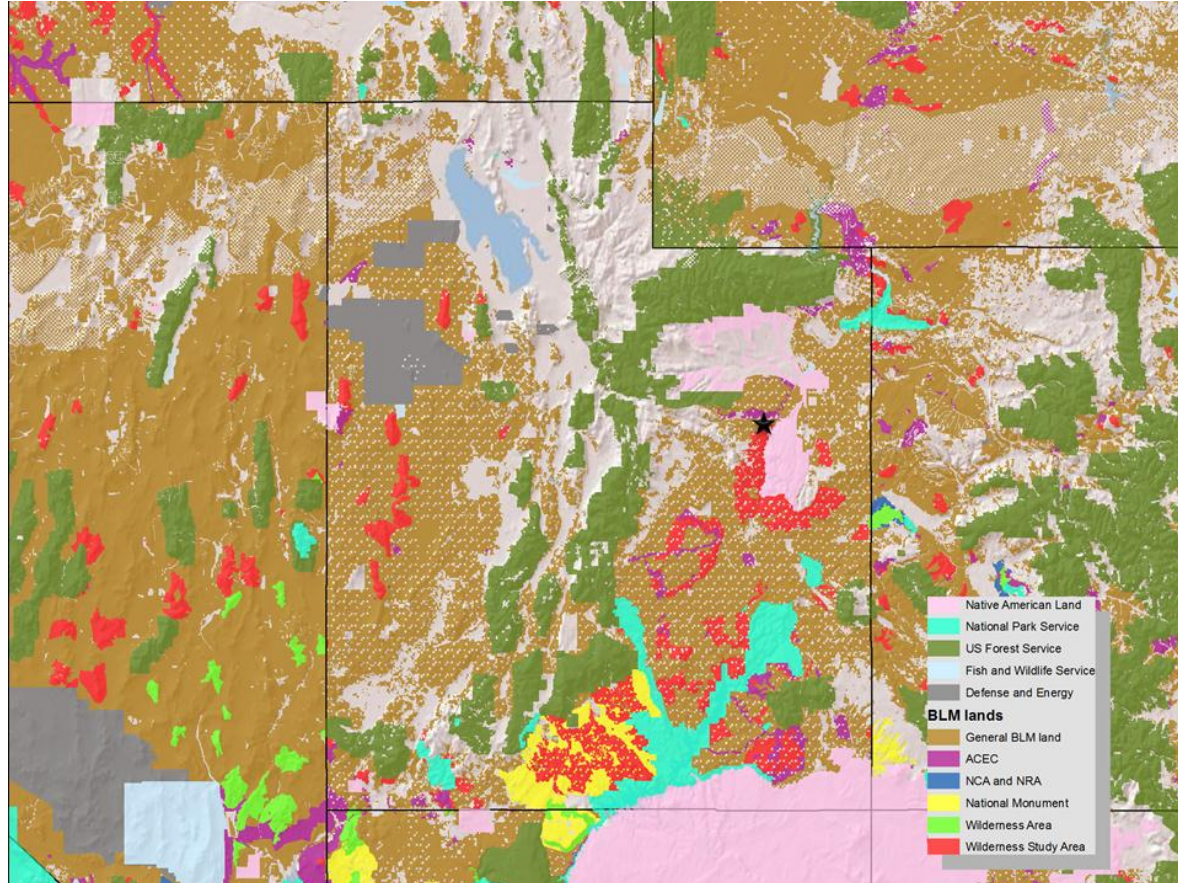 Native American Land
National Park Service
US Forest Service
Fish and Wildlife Service
Defense and Energy
BLM lands
General BLM land
ACEC
NCA and NRA
National Monument
Wilderness Area
Wilderness Study Area